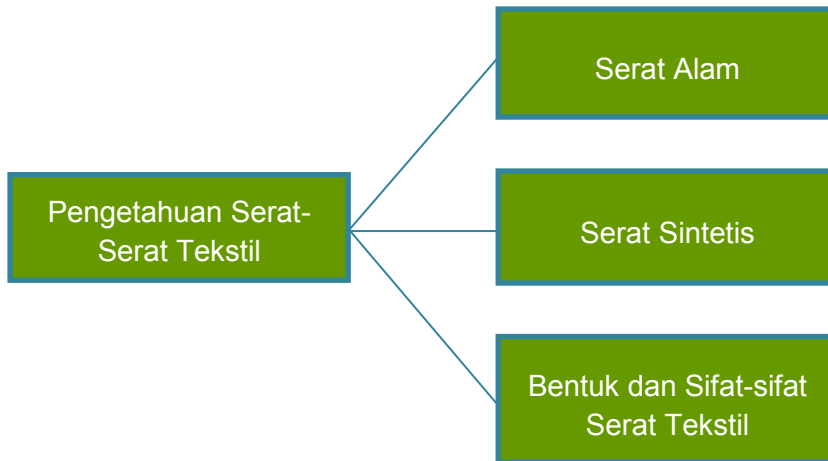 Serat Alam
Pengetahuan Serat-
Serat Tekstil
Serat Sintetis
Bentuk dan Sifat-sifat
Serat Tekstil